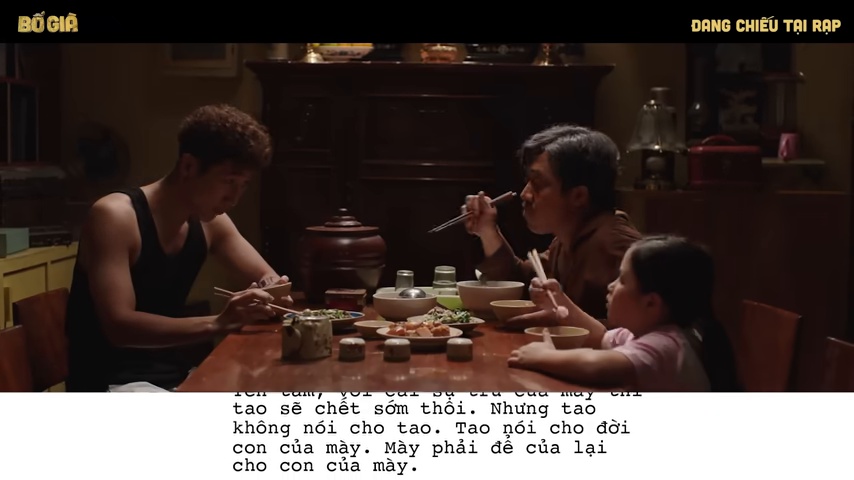 BỐ GIÀ
ĐANG CHIẾU TẠI RẠP
tao sẽ chết sớm thôi. Nhưng tao
không nói cho tao. Tao nói cho đời
con của mày. Mày phải để của lại
cho con của mày.